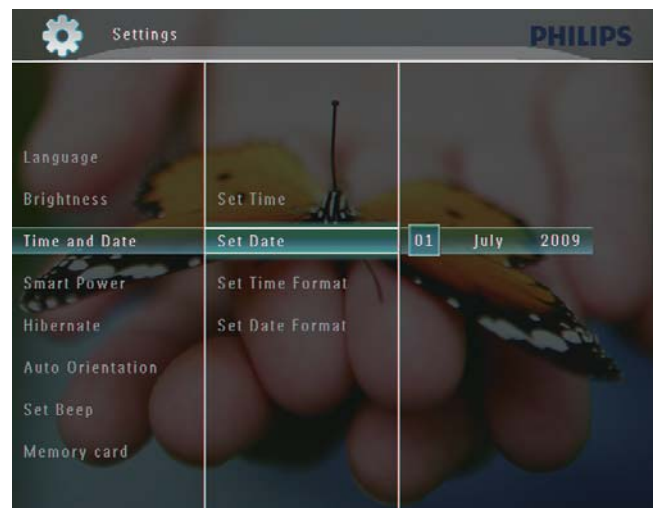 Settings
PHILIPS
Language
Brightness
Set Time
Time and Date
Set Date
01 July 2009
Smart Power
Set Time Format
Hibernate
Set Date Format
Auto Orientation
Set Beep
Memory card